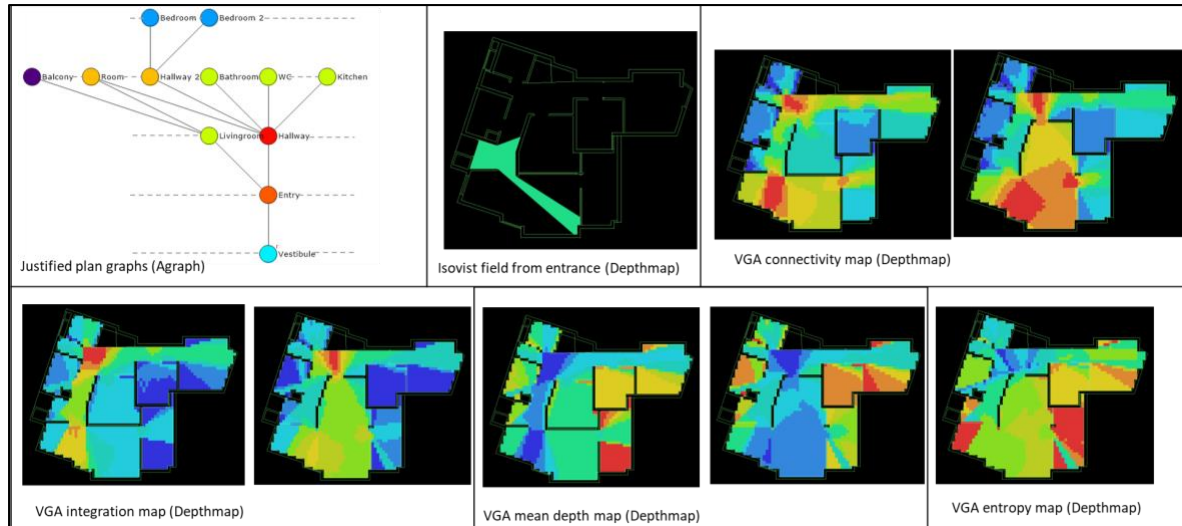 Bedroom Bedroom 2
Balcony Room Hallway 2 Bathroom WC Kitchen
Livingroom Hallway
Entry
Vestibule
Justified plan graphs (Agraph)
Isovist field from entrance (Depthmap)
VGA connectivity map (Depthmap)
VGA integration map (Depthmap)
VGA mean depth map (Depthmap)
VGA entropy map (Depthmap)